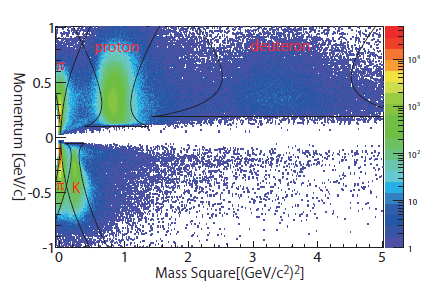 1
proton
deuteron
π
10⁴
0.5
10³
Momentum [GeV/c]
0
10²
-0.5
π K
10
-1
1
0 1 2 3 4 5
Mass Square[(GeV/c²)²]